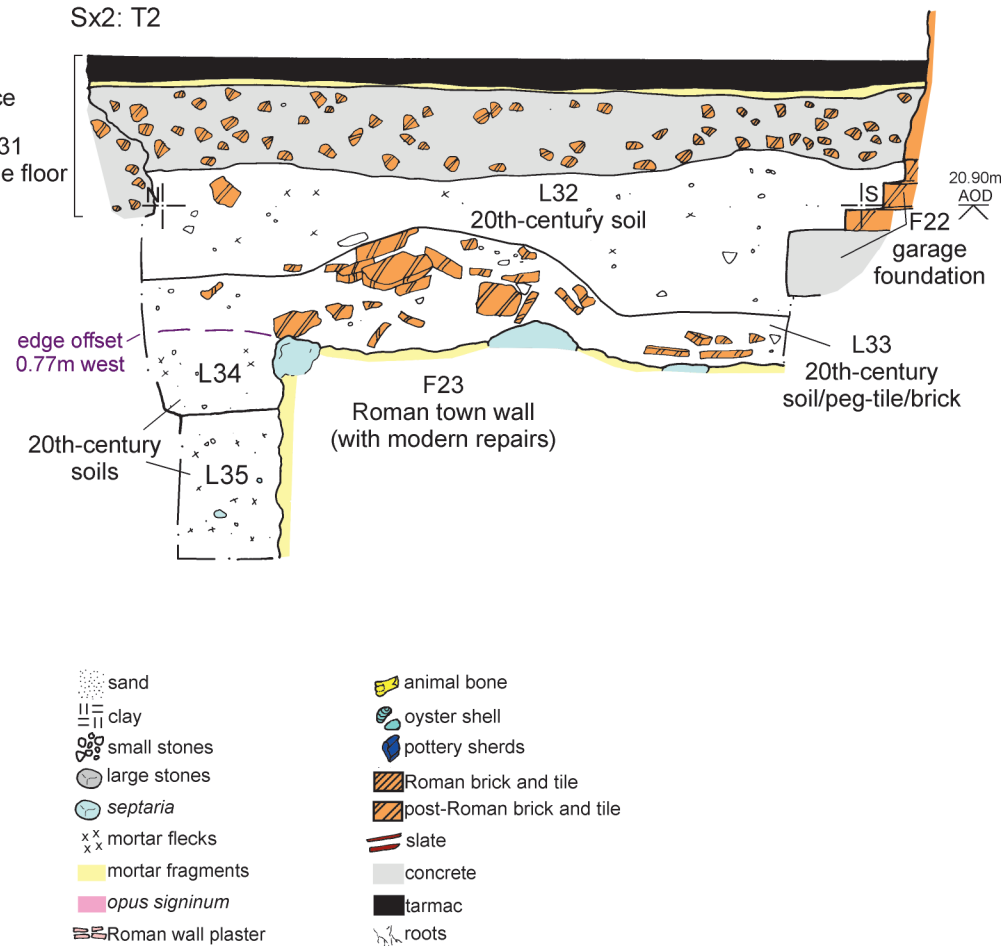 Sx2: T2
31
e floor
N
L32
20th-century soil
S
20.90m
AOD
F22
garage
foundation
edge offset
0.77m west
L34
F23
Roman town wall
(with modern repairs)
L33
20th-century
soil/peg-tile/brick
20th-century
soils
L35
sand
clay
small stones
large stones
septaria
mortar flecks
mortar fragments
opus signinum
Roman wall plaster
animal bone
oyster shell
pottery sherds
Roman brick and tile
post-Roman brick and tile
slate
concrete
tarmac
roots